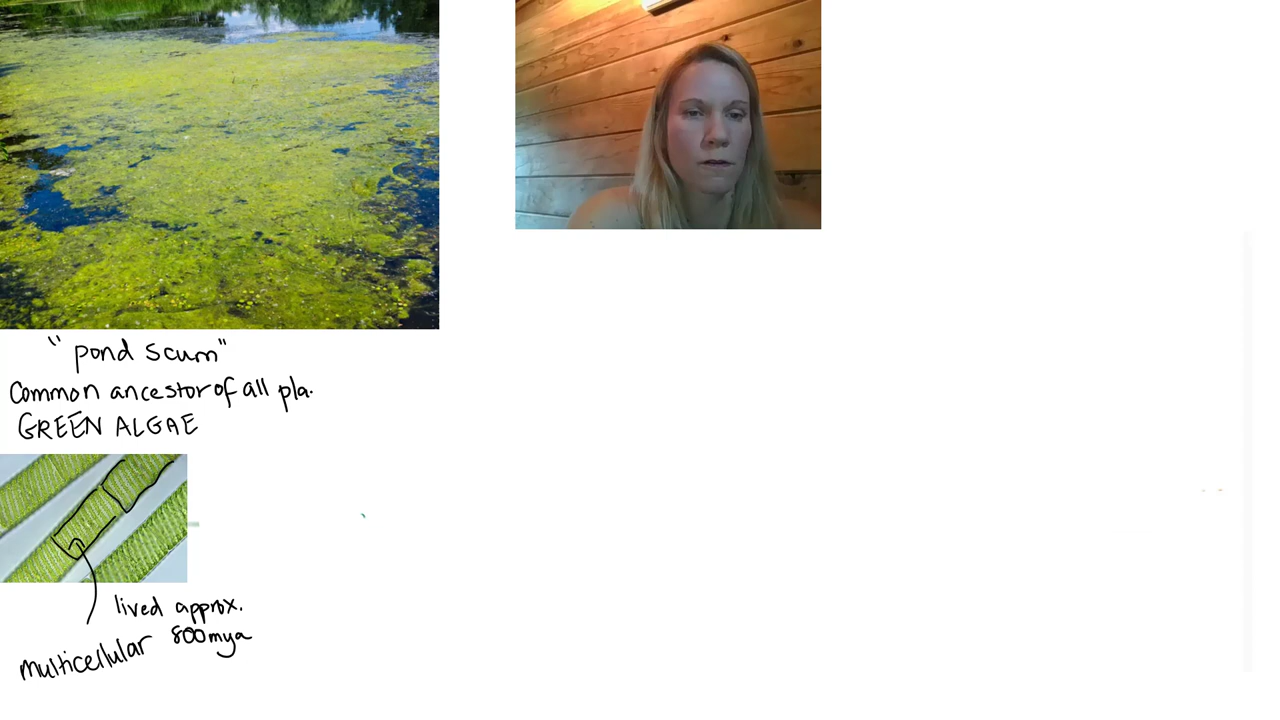 "pond scum"
Common ancestor of all pla.
GREEN ALGAE
lived approx.
800mya
multicellular